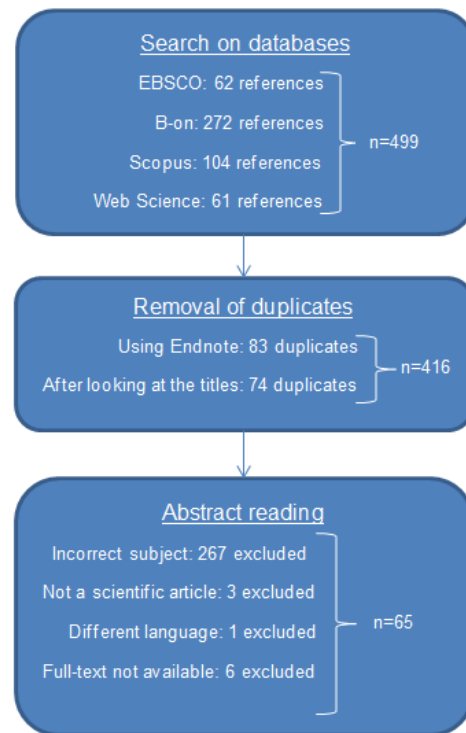 Search on databases
EBSCO: 62 references
B-on: 272 references
Scopus: 104 references
Web Science: 61 references
n=499
Removal of duplicates
Using Endnote: 83 duplicates
After looking at the titles: 74 duplicates
n=416
Abstract reading
Incorrect subject: 267 excluded
Not a scientific article: 3 excluded
Different language: 1 excluded
Full-text not available: 6 excluded
n=65